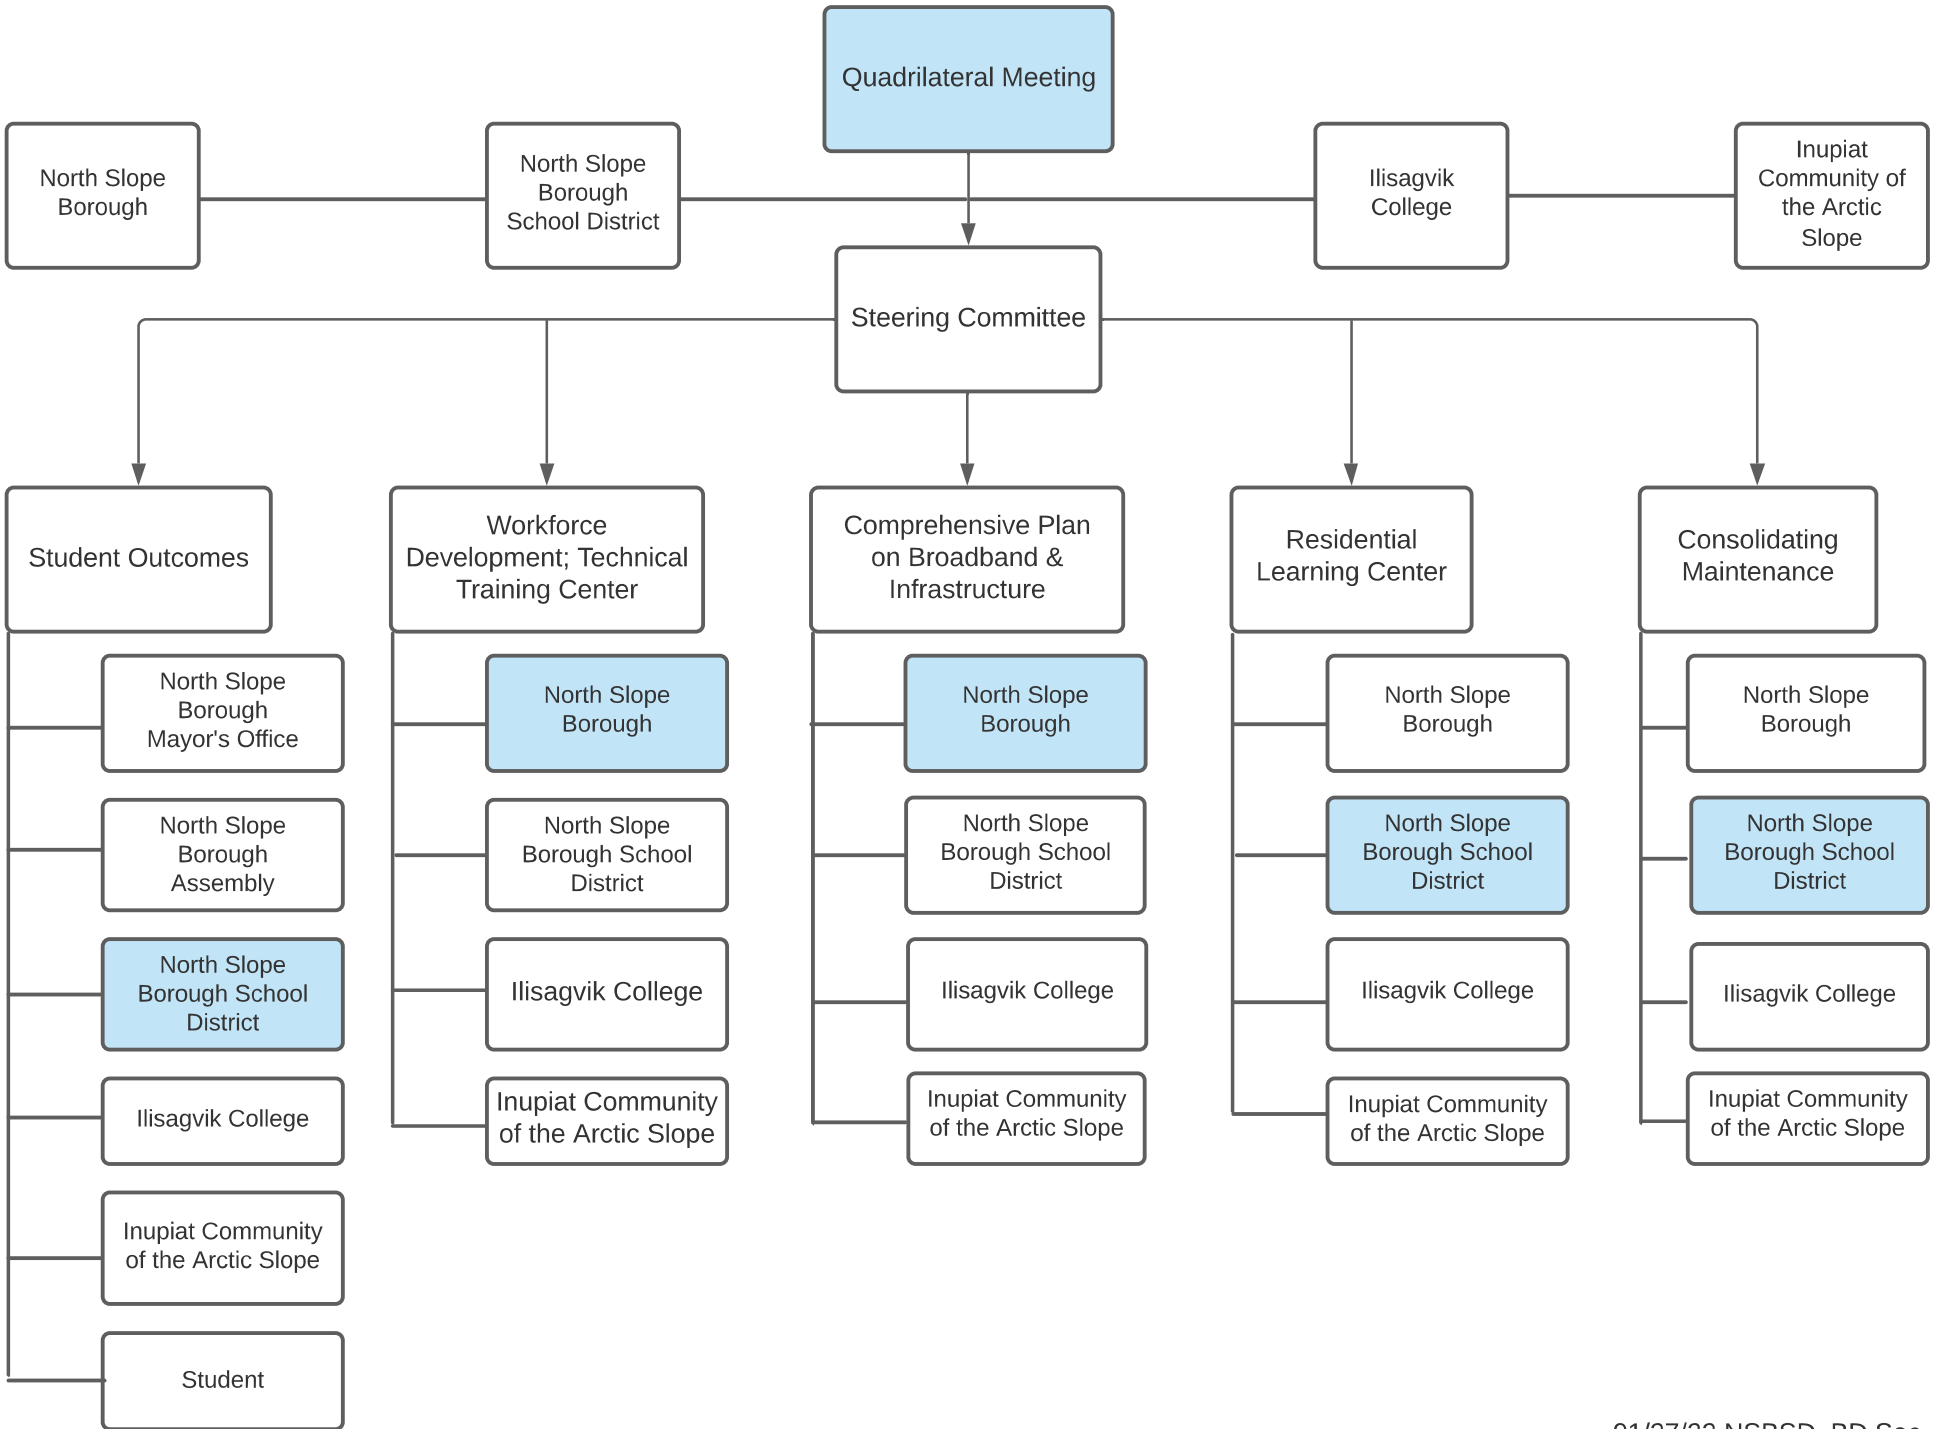 Quadrilateral Meeting
North Slope
Borough
North Slope
Borough
School District
Ilisagvik
College
Inupiat
Community of
the Arctic
Slope
Steering Committee
Student Outcomes
Workforce
Development; Technical
Training Center
Comprehensive Plan
on Broadband &
Infrastructure
Residential
Learning Center
Consolidating
Maintenance
North Slope
Borough
Mayor's Office
North Slope
Borough
Assembly
North Slope
Borough School
District
Ilisagvik College
Inupiat Community
of the Arctic Slope
Student
North Slope
Borough
North Slope
Borough School
District
Ilisagvik College
Inupiat Community
of the Arctic Slope
North Slope
Borough
North Slope
Borough School
District
Ilisagvik College
Inupiat Community
of the Arctic Slope
North Slope
Borough
North Slope
Borough School
District
Ilisagvik College
Inupiat Community
of the Arctic Slope
North Slope
Borough
North Slope
Borough School
District
Ilisagvik College
Inupiat Community
of the Arctic Slope